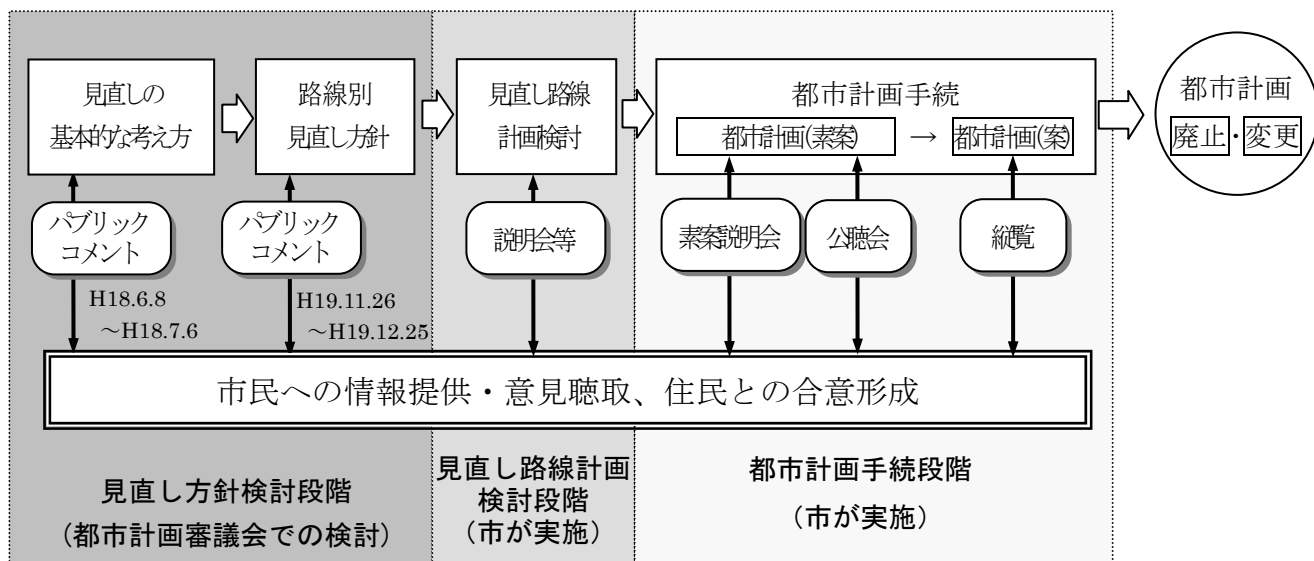 見直しの
基本的な考え方
路線別
見直し方針
見直し路線
計画検討
都市計画手続
都市計画(素案) → 都市計画(案)
都市計画
廃止・変更
パブリック
コメント
パブリック
コメント
説明会等
素案説明会
公聴会
縦覧
H18.6.8
～H18.7.6
H19.11.26
～H19.12.25
市民への情報提供・意見聴取、住民との合意形成
見直し方針検討段階
（都市計画審議会での検討）
見直し路線計画
検討段階
（市が実施）
都市計画手続段階
（市が実施）